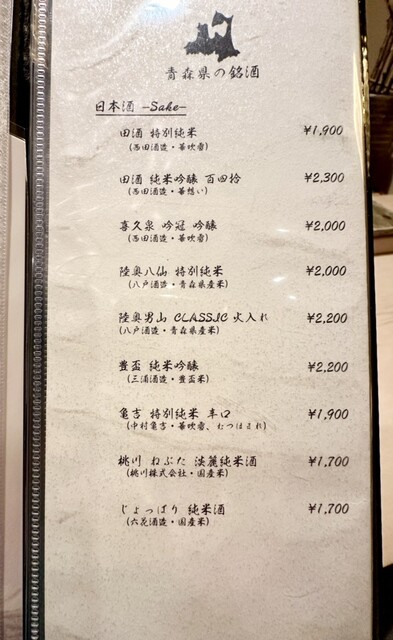 青森県の銘酒
日本酒 -Sake-
田酒 特別純米 ¥1,900
(西田酒造・華吹雪)
田酒 純米吟醸 百四拾 ¥2,300
(西田酒造・華想い)
喜久泉 吟冠 吟醸 ¥2,000
(西田酒造・華吹雪)
陸奥八仙 特別純米 ¥2,000
(八戸酒造・青森県産米)
陸奥男山 CLASSIC 火入れ ¥2,200
(八戸酒造・青森県産米)
豊盃 純米吟醸 ¥2,200
(三浦酒造・豊盃米)
亀吉 特別純米 辛口 ¥1,900
(中村亀吉・華吹雪、むつほまれ)
桃川 ねぶた 淡麗純米酒 ¥1,700
(桃川株式会社・国産米)
じょっぱり 純米酒 ¥1,700
(六花酒造・国産米)